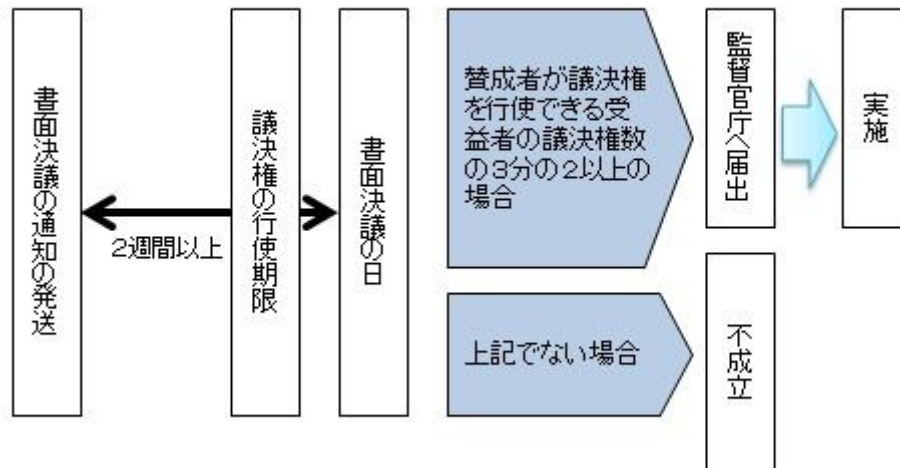 書面決議の通知の発送
2週間以上
議決権の行使期限
書面決議の日
賛成者が議決権
を行使できる受
益者の議決権数
の3分の2以上の
場合
監督官庁へ届出
実施
上記でない場合
不成立